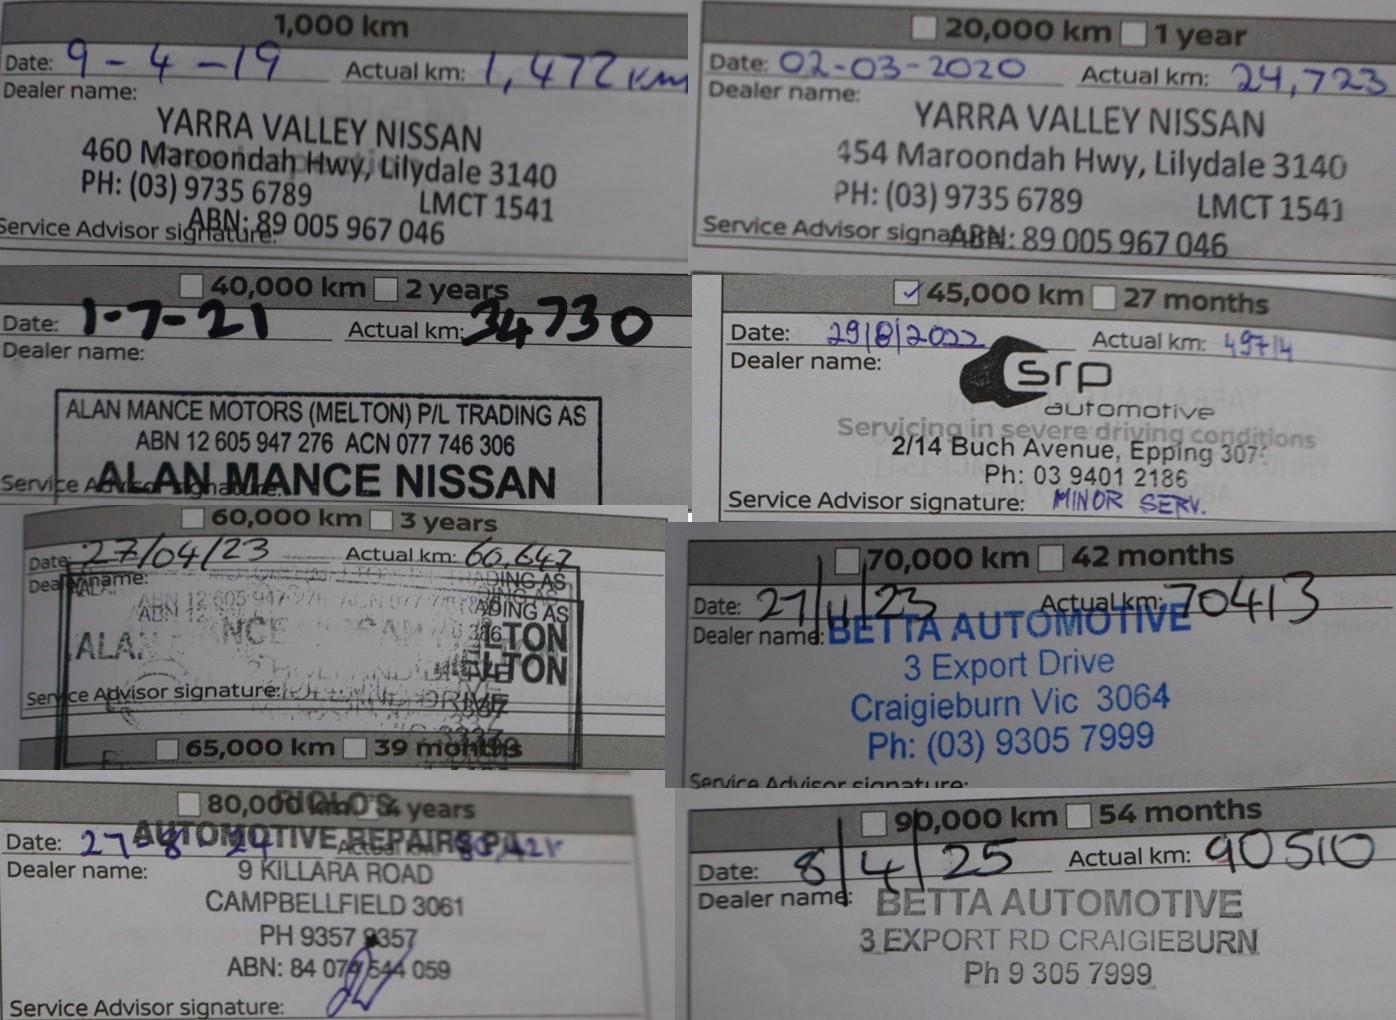 1,000 km
Date: 9-4-19 Actual km: 1,472 km
Dealer name:
YARRA VALLEY NISSAN
460 Maroondah Hwy, Lilydale 3140
PH: (03) 9735 6789 LMCT 1541
ABN: 89 005 967 046
Service Advisor signature:
20,000 km 1 year
Date: 02-03-2020 Actual km: 24,723
Dealer name:
YARRA VALLEY NISSAN
454 Maroondah Hwy, Lilydale 3140
PH: (03) 9735 6789 LMCT 1541
Service Advisor signature:
ABN: 89 005 967 046
40,000 km 2 years
Date: 1-7-21 Actual km: 34730
Dealer name:
ALAN MANCE MOTORS (MELTON) P/L TRADING AS
ABN 12 605 947 276 ACN 077 746 306
ALAN MANCE NISSAN
Service Advisor signature:
45,000 km 27 months
Date: 29/8/2022 Actual km: 49714
Dealer name:
srp
automotive
Servicing in severe driving conditions
2/14 Buch Avenue, Epping
Ph: 03 9401 2186
Service Advisor signature: MINOR SERV.
60,000 km 3 years
Date: 27/04/23 Actual km: 60,647
Dealer name:
TRADING AS
ADING AS
LTON
LTON
Service Advisor signature:
65,000 km 39 months
70,000 km 42 months
Date: 27/11/23 Actual km: 70413
Dealer name: BETTA AUTOMOTIVE
3 Export Drive
Craigieburn Vic 3064
Ph: (03) 9305 7999
Service Advisor signature:
80,000 km 4 years
AUTOMOTIVE REPAIRS P/L
Date: 27-8-24 Actual km:
Dealer name:
9 KILLARA ROAD
CAMPBELLFIELD 3061
PH 9357 9357
ABN: 84 074 544 059
Service Advisor signature:
90,000 km 54 months
Date: 8/4/25 Actual km: 90510
Dealer name:
BETTA AUTOMOTIVE
3 EXPORT RD CRAIGIEBURN
Ph 9 305 7999